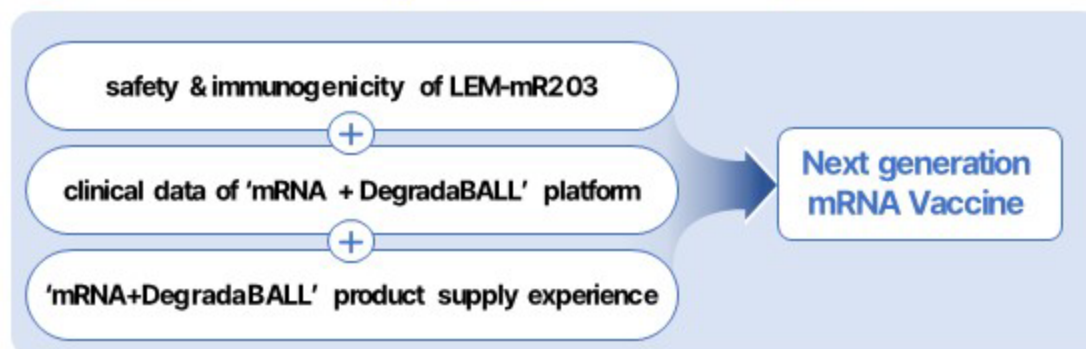 safety & immunogenicity of LEM-mR203
+
clinical data of ‘mRNA + DegradaBALL’ platform
+
‘mRNA+DegradaBALL’ product supply experience
Next generation
mRNA Vaccine